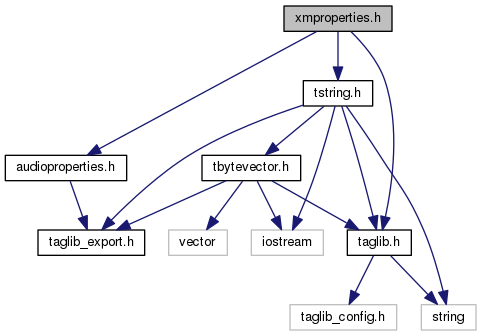 xmproperties.h
tstring.h
audioproperties.h
tbytevector.h
taglib_export.h
vector
iostream
taglib.h
taglib_config.h
string